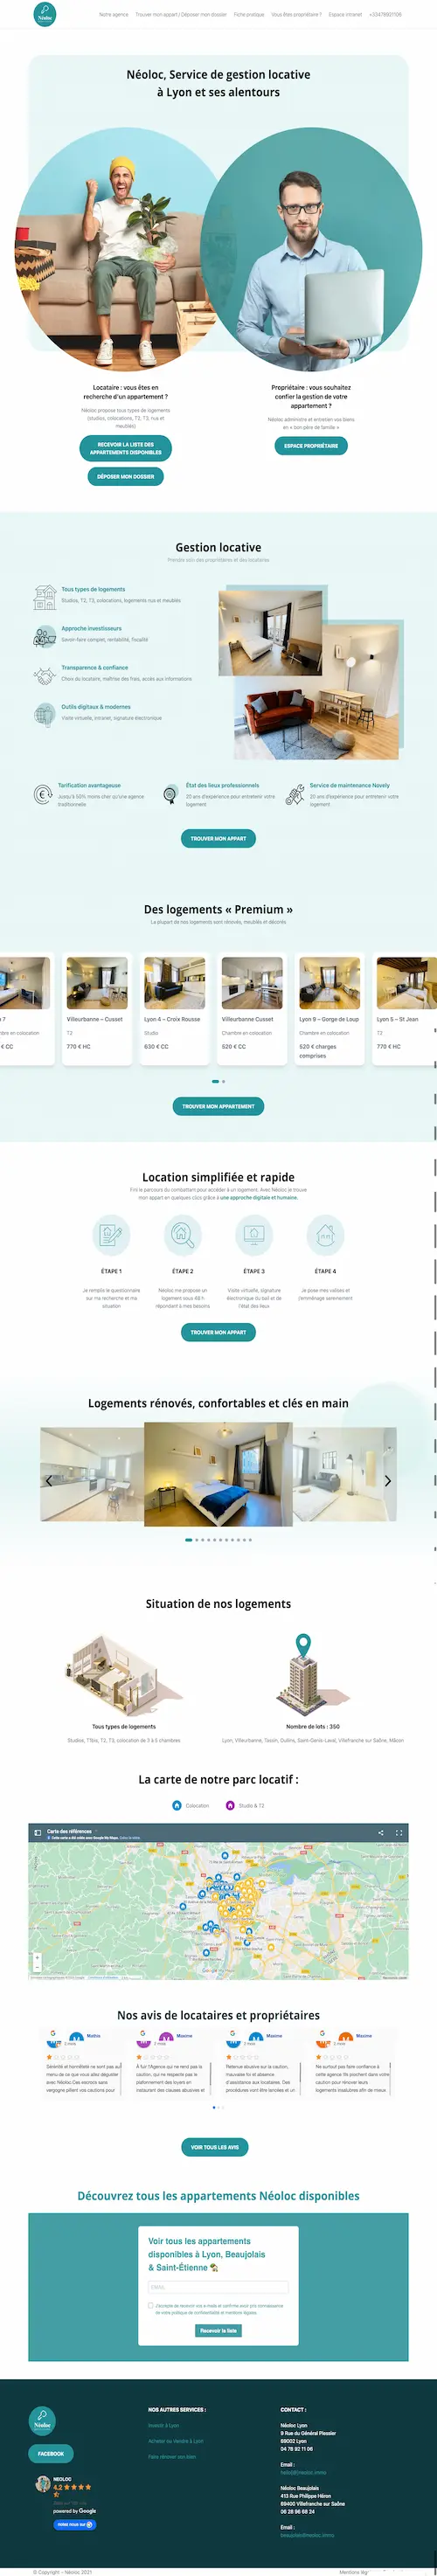 Néoloc
Notre agence
Trouver mon appart / Déposer mon dossier
Fiche pratique
Vous êtes propriétaire ?
Espace intranet
+33478921106
Néoloc, Service de gestion locative
à Lyon et ses alentours
Locataire : vous êtes en
recherche d'un appartement ?
Néoloc propose tous types de logements
(studios, colocations, T2, T3, nus et
meublés)
RECEVOIR LA LISTE DES
APPARTEMENTS DISPONIBLES
DÉPOSER MON DOSSIER
Propriétaire : vous souhaitez
confier la gestion de votre
appartement ?
Néoloc administre et entretien vos biens
en « bon père de famille »
ESPACE PROPRIÉTAIRE
Gestion locative
Prendre soin des propriétaires et des locataires
Tous types de logements
Studios, T2, T3, colocations, logements nus et meublés
Approche investisseurs
Savoir-faire complet, rentabilité, fiscalité
Transparence & confiance
Choix du locataire, maîtrise des frais, accès aux informations
Outils digitaux & modernes
Visite virtuelle, intranet, signature électronique
Tarification avantageuse
Jusqu'à 50% moins cher qu'une agence
traditionnelle
État des lieux professionnels
20 ans d'expérience pour entretenir votre
logement
Service de maintenance Novely
20 ans d'expérience pour entretenir votre
logement
TROUVER MON APPART
Des logements « Premium »
La plupart de nos logements sont rénovés, meublés et décorés
7
bre en colocation
€ CC
Villeurbanne – Cusset
T2
770 € HC
Lyon 4 – Croix Rousse
Studio
630 € CC
Villeurbanne Cusset
Chambre en colocation
520 € CC
Lyon 9 – Gorge de Loup
Chambre en colocation
520 € charges
comprises
Lyon 5 – St Jean
T2
770 € HC
TROUVER MON APPARTEMENT
Location simplifiée et rapide
Fini le parcours du combattant pour accéder à un logement. Avec Néoloc je trouve
mon appart en quelques clics grâce à une approche digitale et humaine.
ÉTAPE 1
Je remplis le questionnaire
sur ma recherche et ma
situation
ÉTAPE 2
Néoloc me propose un
logement sous 48 h
répondant à mes besoins
ÉTAPE 3
Visite virtuelle, signature
électronique du bail et de
l'état des lieux
ÉTAPE 4
Je pose mes valises et
j'emménage sereinement
TROUVER MON APPART
Logements rénovés, confortables et clés en main
Situation de nos logements
Tous types de logements
Studios, T1bis, T2, T3, colocation de 3 à 5 chambres
Nombre de lots : 350
Lyon, Villeurbanne, Tassin, Oullins, Saint-Genis-Laval, Villefranche sur Saône, Mâcon
La carte de notre parc locatif :
Colocation
Studio & T2
Carte des références
Nos avis de locataires et propriétaires
Mattis
2 mois
Sérénité et honnêteté ne sont pas au
menu de ce que vous allez déguster
avec Néoloc Ces escrocs sans
vergogne pillant vos cautions pour
Maxime
2 mois
À fuir l'Agence qui ne rend pas la
caution, qui ne respecte pas le
plafonnement des loyers en
instaurant des clauses abusives et
Maxime
Retenue abusive sur la caution,
mauvaise foi et absence
d'assistance aux locataires. Des
procédures vont être lancées et un
Maxime
2 mois
Ne surtout pas faire confiance à
cette agence Ils pochent dans votre
caution pour rénover leurs
logements insalubres afin de mieux
VOIR TOUS LES AVIS
Découvrez tous les appartements Néoloc disponibles
Voir tous les appartements
disponibles à Lyon, Beaujolais
& Saint-Étienne
EMAIL
J'accepte de recevoir vos e-mails et confirme avoir pris connaissance
de votre politique de confidentialité et mentions légales.
Recevoir la liste
Néoloc
FACEBOOK
NEOLOC
4.2
powered by Google
notez nous sur
NOS AUTRES SERVICES :
Investir à Lyon
Acheter ou Vendre à Lyon
Faire rénover son bien
CONTACT :
Néoloc Lyon
9 Rue du Général Plessier
69002 Lyon
04 78 92 11 06
Email :
hello@neoloc.immo
Néoloc Beaujolais
413 Rue Philippe Héron
69400 Villefranche sur Saône
06 28 96 68 24
Email :
beaujolais@neoloc.immo
© Copyright - Néoloc 2021